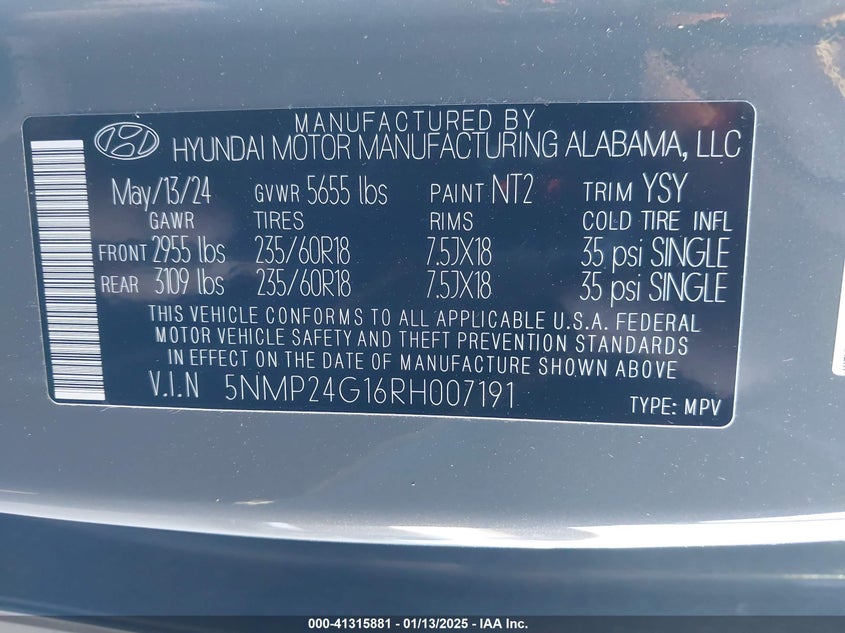 MANUFACTURED BY
HYUNDAI MOTOR MANUFACTURING ALABAMA, LLC
May/13/24 GVWR 5655 lbs PAINT NT2 TRIM YSY
GAWR TIRES RIMS COLD TIRE INFL
FRONT 2955 lbs 235/60R18 7.5JX18 35 psi SINGLE
REAR 3109 lbs 235/60R18 7.5JX18 35 psi SINGLE
THIS VEHICLE CONFORMS TO ALL APPLICABLE U.S.A. FEDERAL
MOTOR VEHICLE SAFETY AND THEFT PREVENTION STANDARDS
IN EFFECT ON THE DATE OF MANUFACTURE SHOWN ABOVE
V.I.N 5NMP24G16RH007191 TYPE: MPV
000-41315881 - 01/13/2025 - IAA Inc.